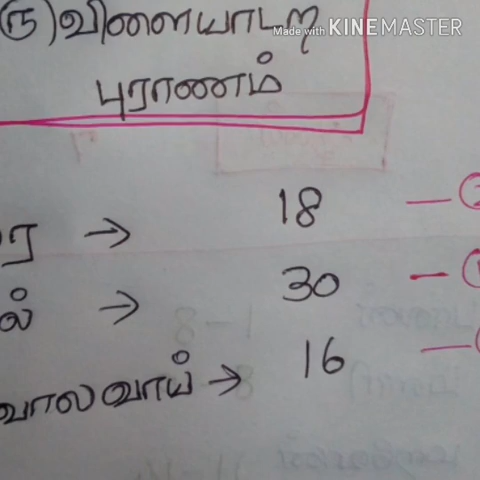 Made with KINEMASTER
ரு) விளையாடற்
புராணம்
ரை → 18 —
ல் → 30 —
வாலவாய் → 16 —